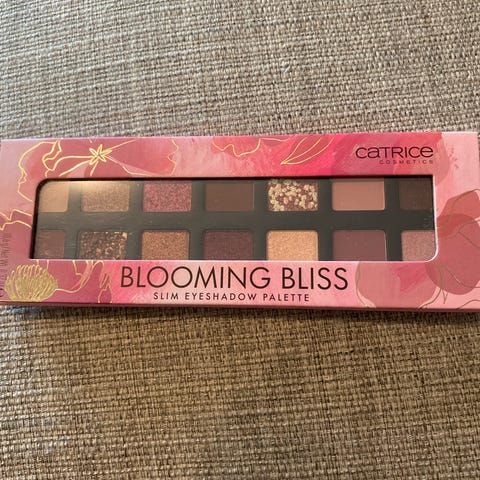 CATRICE
COSMETICS
BLOOMING BLISS
SLIM EYESHADOW PALETTE